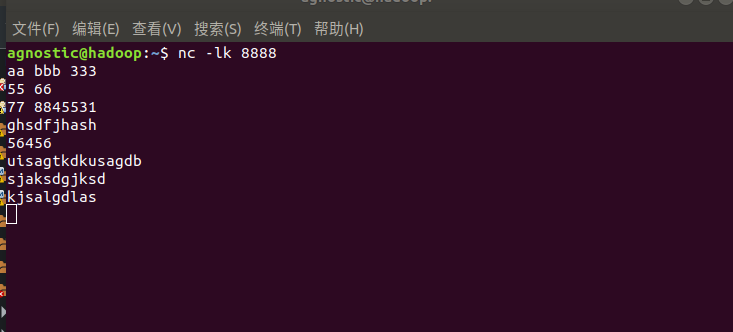 agnostic@hadoop:
文件(F) 编辑(E) 查看(V) 搜索(S) 终端(T) 帮助(H)
agnostic@hadoop:~$ nc -lk 8888
aa bbb 333
55 66
77 8845531
ghsdfjhash
56456
uisagtkdkusagdb
sjaksdgjksd
kjsalgdlas